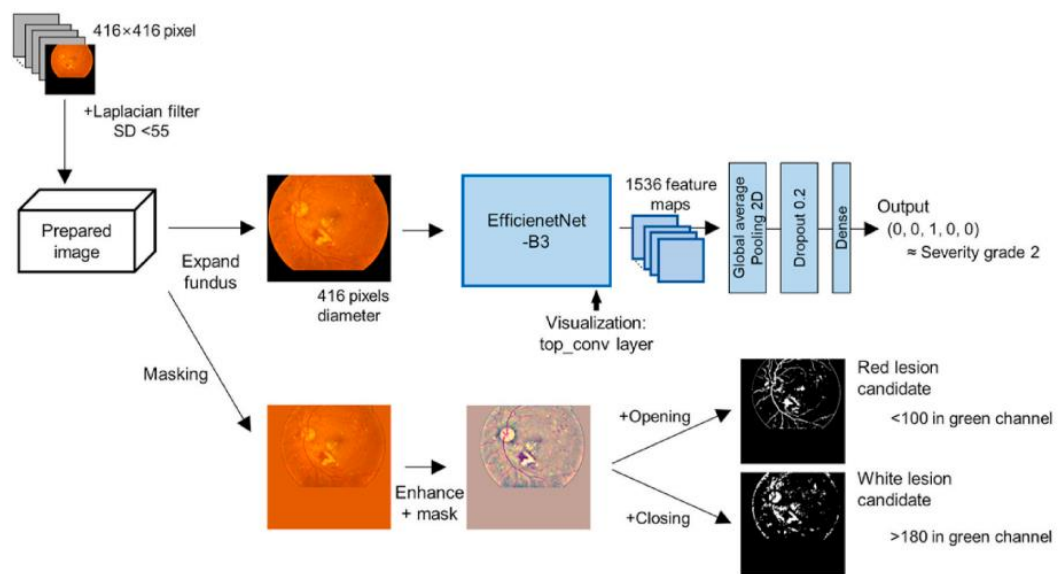 416×416 pixel
+Laplacian filter
SD <55
Prepared
image
Expand
fundus
416 pixels
diameter
EfficienetNet
-B3
Visualization:
top_conv layer
1536 feature
maps
Global average
Pooling 2D
Dropout 0.2
Dense
Output
(0, 0, 1, 0, 0)
≈ Severity grade 2
Masking
Enhance
+ mask
+Opening
+Closing
Red lesion
candidate
<100 in green channel
White lesion
candidate
>180 in green channel